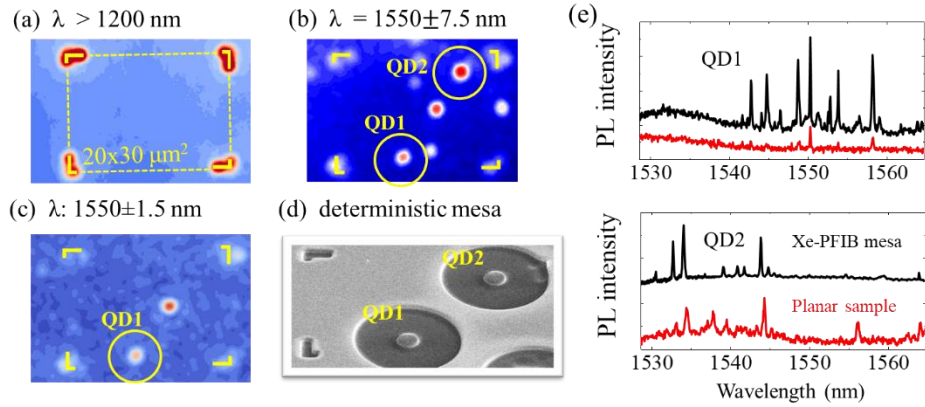 (a) λ > 1200 nm
20x30 μm²
(b) λ = 1550±7.5 nm
QD2
QD1
(c) λ: 1550±1.5 nm
QD1
(d) deterministic mesa
QD2
QD1
(e)
PL intensity
QD1
1530 1540 1550 1560
PL intensity
QD2
Xe-PFIB mesa
Planar sample
1530 1540 1550 1560
Wavelength (nm)